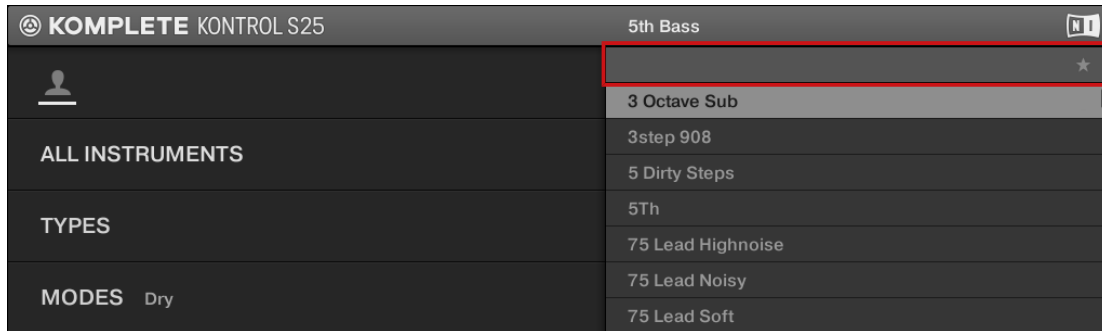 KOMPLETE KONTROL S25
5th Bass
NI
ALL INSTRUMENTS
TYPES
MODES Dry
3 Octave Sub
3step 908
5 Dirty Steps
5Th
75 Lead Highnoise
75 Lead Noisy
75 Lead Soft